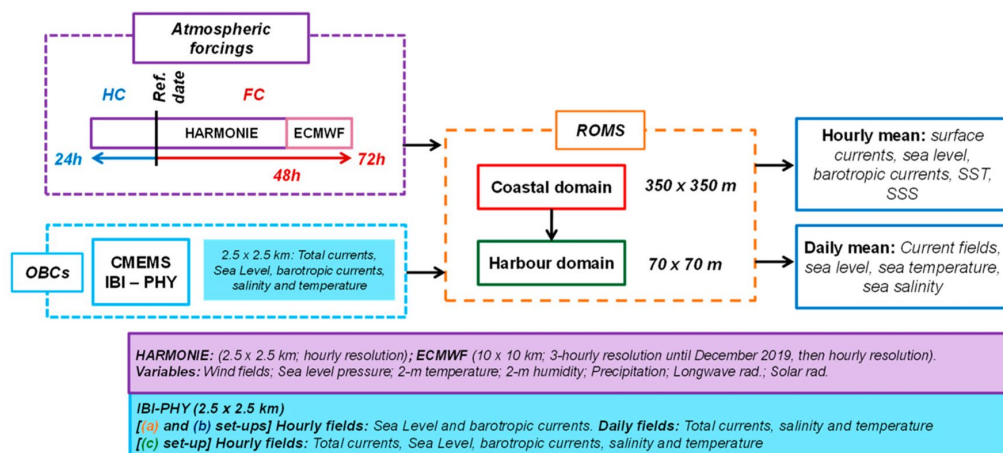 Atmospheric
forcings
HC
Ref.
date
FC
HARMONIE
ECMWF
24h
48h
72h
OBCs
CMEMS
IBI – PHY
2.5 x 2.5 km: Total currents,
Sea Level, barotropic currents,
salinity and temperature
ROMS
Coastal domain
350 x 350 m
Harbour domain
70 x 70 m
Hourly mean: surface
currents, sea level,
barotropic currents, SST,
SSS
Daily mean: Current fields,
sea level, sea temperature,
sea salinity
HARMONIE: (2.5 x 2.5 km; hourly resolution); ECMWF (10 x 10 km; 3-hourly resolution until December 2019, then hourly resolution).
Variables: Wind fields; Sea level pressure; 2-m temperature; 2-m humidity; Precipitation; Longwave rad.; Solar rad.
IBI-PHY (2.5 x 2.5 km)
[(a) and (b) set-ups] Hourly fields: Sea Level and barotropic currents. Daily fields: Total currents, salinity and temperature
[(c) set-up] Hourly fields: Total currents, Sea Level, barotropic currents, salinity and temperature